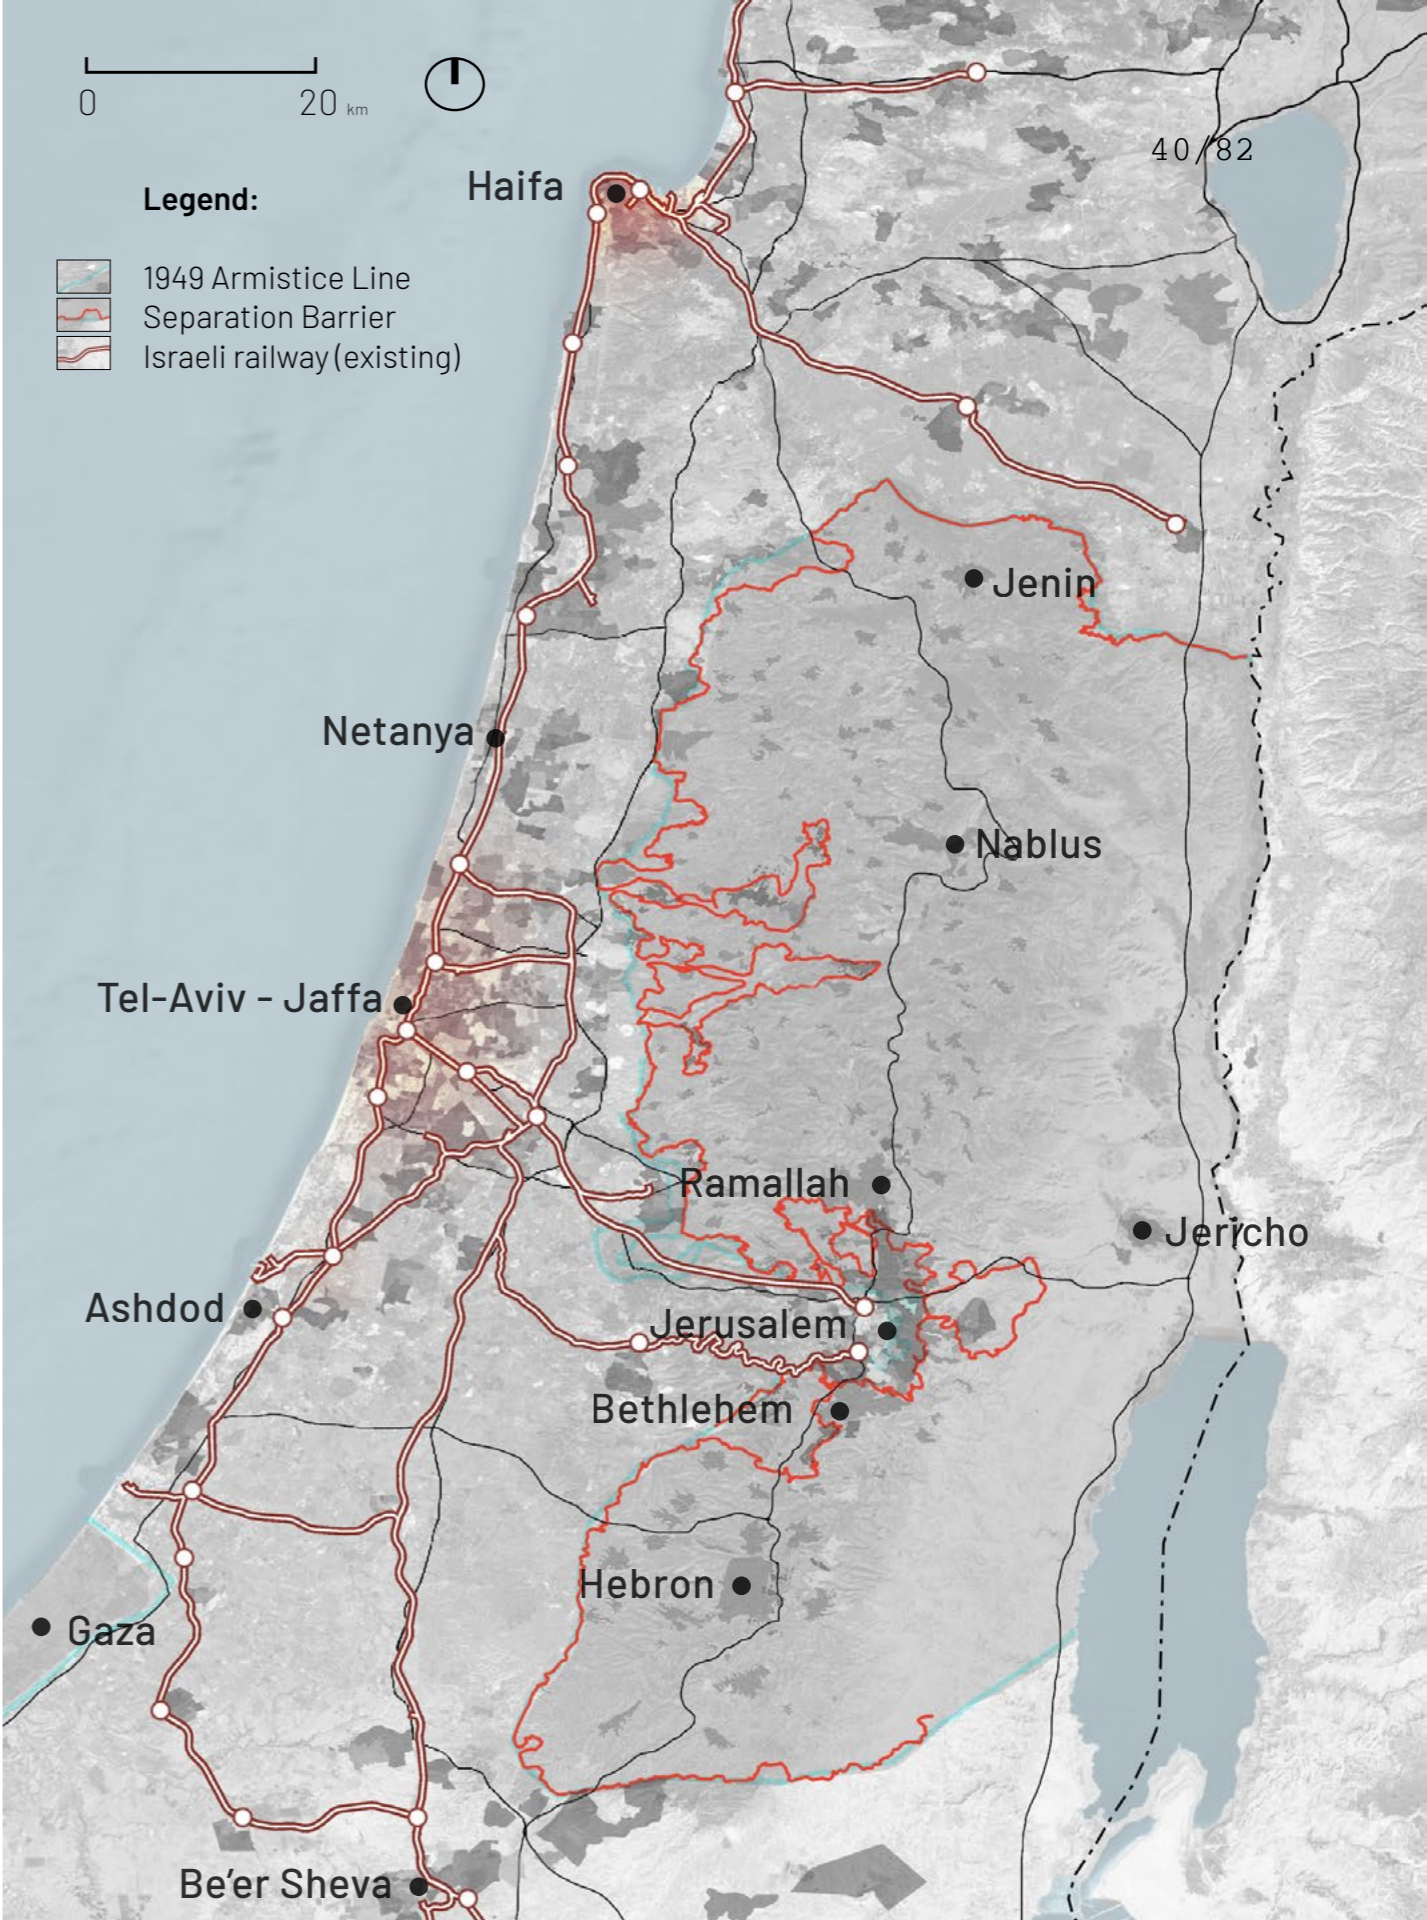 0 20 km
40/82
Haifa
Legend:
1949 Armistice Line
Separation Barrier
Israeli railway (existing)
Jenin
Netanya
Nablus
Tel-Aviv - Jaffa
Ramallah
Jericho
Ashdod
Jerusalem
Bethlehem
Hebron
Gaza
Be’er Sheva